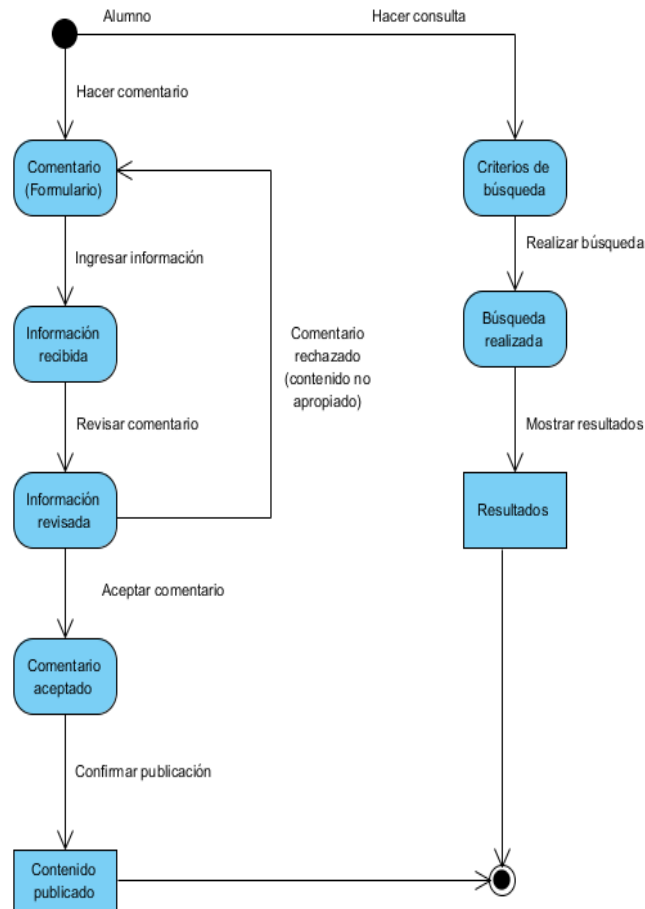 Alumno
Hacer consulta
Hacer comentario
Comentario
(Formulario)
Criterios de
búsqueda
Ingresar información
Realizar búsqueda
Información
recibida
Búsqueda
realizada
Comentario
rechazado
(contenido no
apropiado)
Revisar comentario
Mostrar resultados
Información
revisada
Resultados
Aceptar comentario
Comentario
aceptado
Confirmar publicación
Contenido
publicado